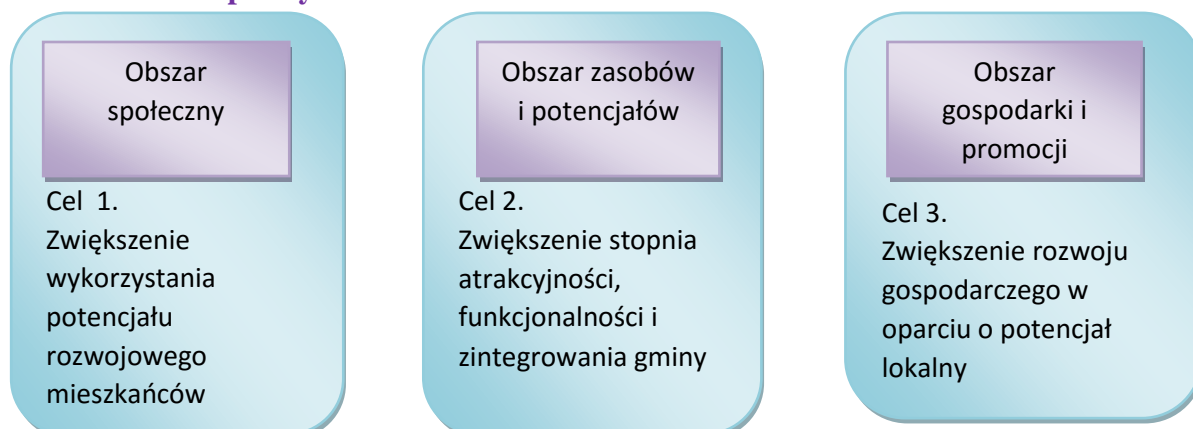 Obszar
społeczny
Cel 1.
Zwiększenie
wykorzystania
potencjału
rozwojowego
mieszkańców
Obszar zasobów
i potencjałów
Cel 2.
Zwiększenie stopnia
atrakcyjności,
funkcjonalności i
zintegrowania gminy
Obszar
gospodarki i
promocji
Cel 3.
Zwiększenie rozwoju
gospodarczego w
oparciu o potencjał
lokalny